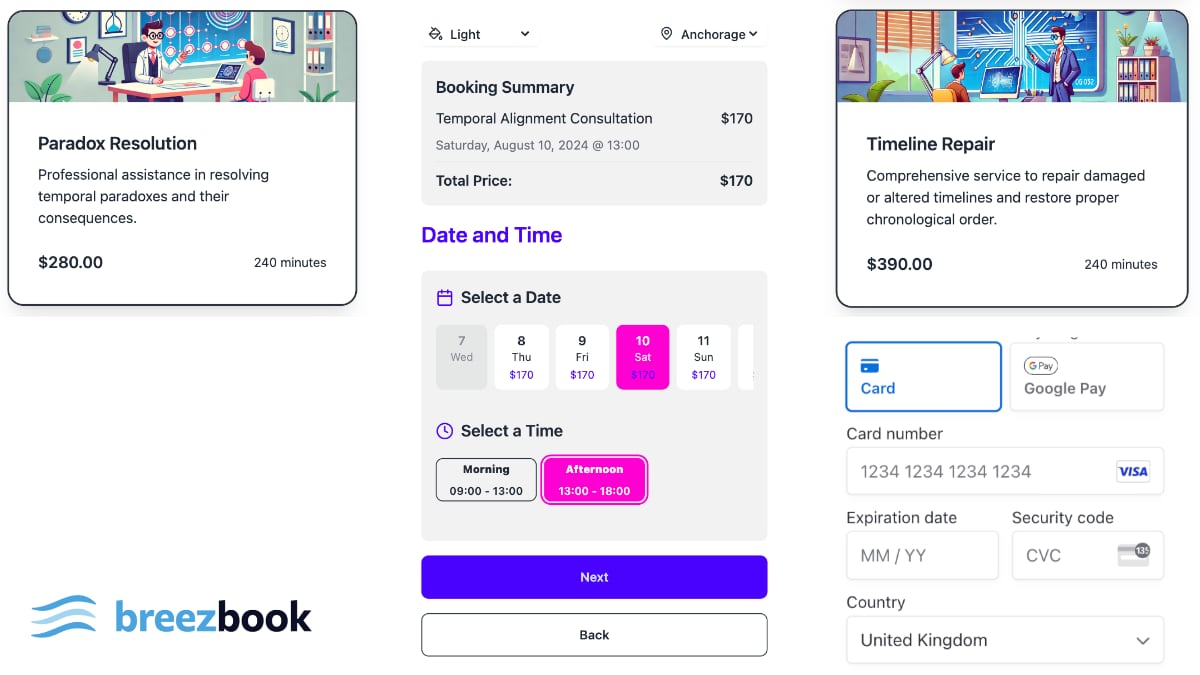 Paradox Resolution
Professional assistance in resolving
temporal paradoxes and their
consequences.
$280.00
240 minutes
breezbook
Light
Anchorage
Booking Summary
Temporal Alignment Consultation
$170
Saturday, August 10, 2024 @ 13:00
Total Price:
$170
Date and Time
Select a Date
7
Wed
8
Thu
$170
9
Fri
$170
10
Sat
$170
11
Sun
$170
Select a Time
Morning
09:00 - 13:00
Afternoon
13:00 - 18:00
Next
Back
Timeline Repair
Comprehensive service to repair damaged
or altered timelines and restore proper
chronological order.
$390.00
240 minutes
Card
G Pay
Google Pay
Card number
1234 1234 1234 1234
VISA
Expiration date
MM / YY
Security code
CVC
135
Country
United Kingdom